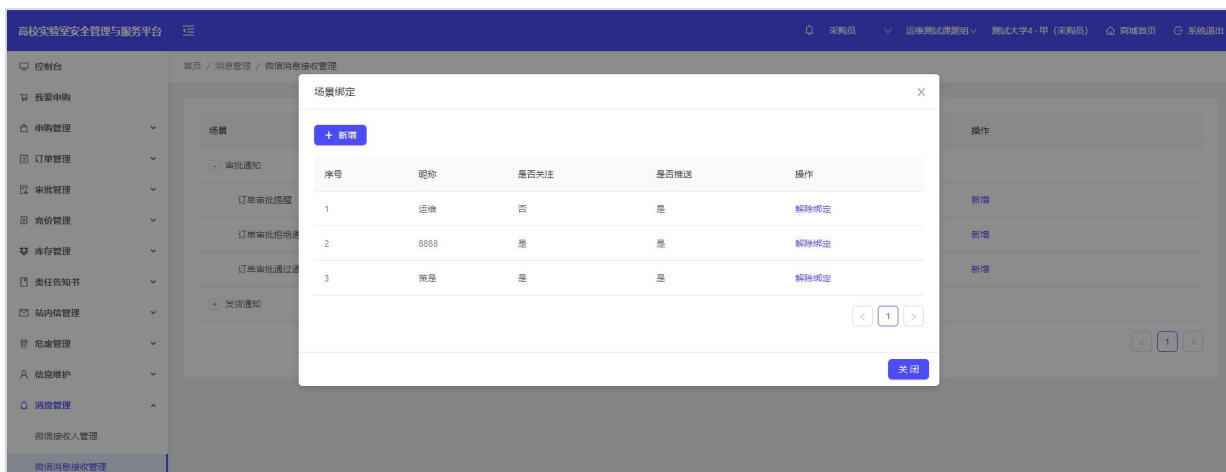 高校实验室安全管理与服务平台 采购员 运维测试课题组 测试大学4 - 甲 (采购员) 商城首页 系统退出
控制台
首页 / 消息管理 / 微信消息接收管理
我要申购
申购管理
订单管理
审批管理
竞价管理
库存管理
责任告知书
站内信管理
危废管理
信息维护
消息管理
微信接收人管理
微信消息接收管理
场景 操作
- 审批通知
订单审批提醒 新增
订单审批拒绝通 新增
订单审批通过通 新增
+ 发货通知
< 1 >
场景绑定 X
+ 新增
序号 昵称 是否关注 是否推送 操作
1 运维 否 是 解除绑定
2 8888 是 是 解除绑定
3 策是 是 是 解除绑定
< 1 >
关 闭